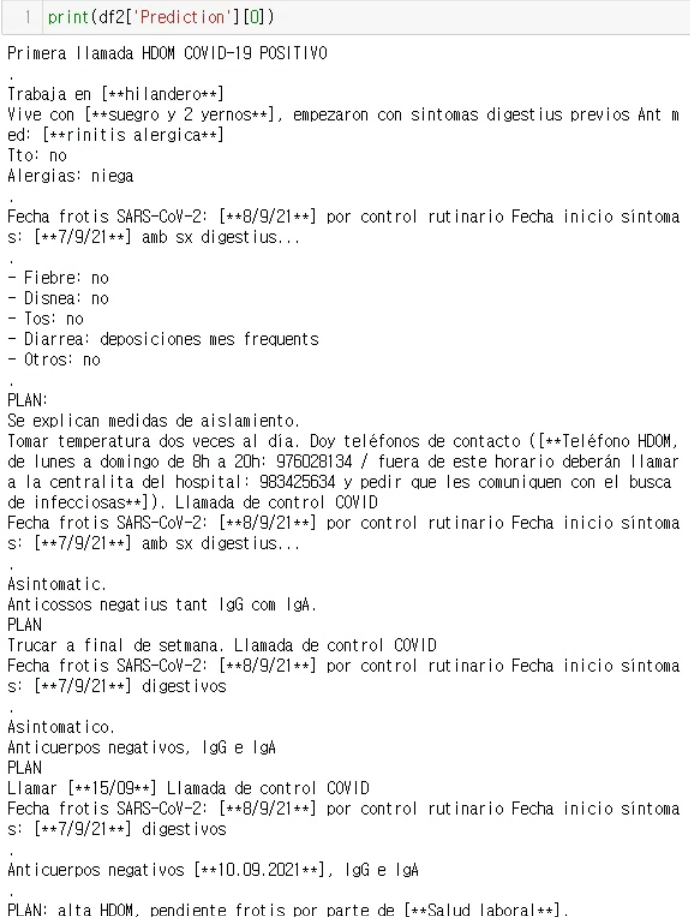 1 print(df2['Prediction'][0])
Primera llamada HDOM COVID-19 POSITIVO
.
Trabaja en [**hilandero**]
Vive con [**suegro y 2 yernos**], empezaron con sintomas digestius previos Ant m
ed: [**rinitis alergica**]
Tto: no
Alergias: niega
.
Fecha frotis SARS-CoV-2: [**8/9/21**] por control rutinario Fecha inicio síntoma
s: [**7/9/21**] amb sx digestius...
.
- Fiebre: no
- Disnea: no
- Tos: no
- Diarrea: deposiciones mes frequents
- Otros: no
.
PLAN:
Se explican medidas de aislamiento.
Tomar temperatura dos veces al día. Doy teléfonos de contacto ([**Teléfono HDOM,
de lunes a domingo de 8h a 20h: 976028134 / fuera de este horario deberán llamar
a la centralita del hospital: 983425634 y pedir que les comuniquen con el busca
de infecciosas**]). Llamada de control COVID
Fecha frotis SARS-CoV-2: [**8/9/21**] por control rutinario Fecha inicio síntoma
s: [**7/9/21**] amb sx digestius...
.
Asintomatic.
Anticossos negatius tant IgG com IgA.
PLAN
Trucar a final de setmana. Llamada de control COVID
Fecha frotis SARS-CoV-2: [**8/9/21**] por control rutinario Fecha inicio síntoma
s: [**7/9/21**] digestivos
.
Asintomatico.
Anticuerpos negativos, IgG e IgA
PLAN
Llamar [**15/09**] Llamada de control COVID
Fecha frotis SARS-CoV-2: [**8/9/21**] por control rutinario Fecha inicio síntoma
s: [**7/9/21**] digestivos
.
Anticuerpos negativos [**10.09.2021**], IgG e IgA
.
PLAN: alta HDOM, pendiente frotis por parte de [**Salud laboral**].